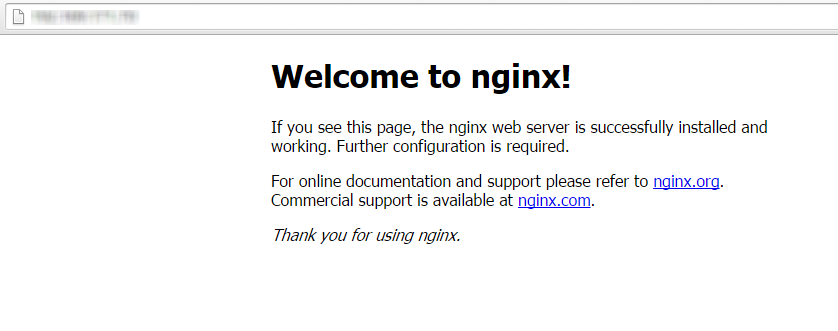 Welcome to nginx!
If you see this page, the nginx web server is successfully installed and
working. Further configuration is required.
For online documentation and support please refer to nginx.org.
Commercial support is available at nginx.com.
Thank you for using nginx.